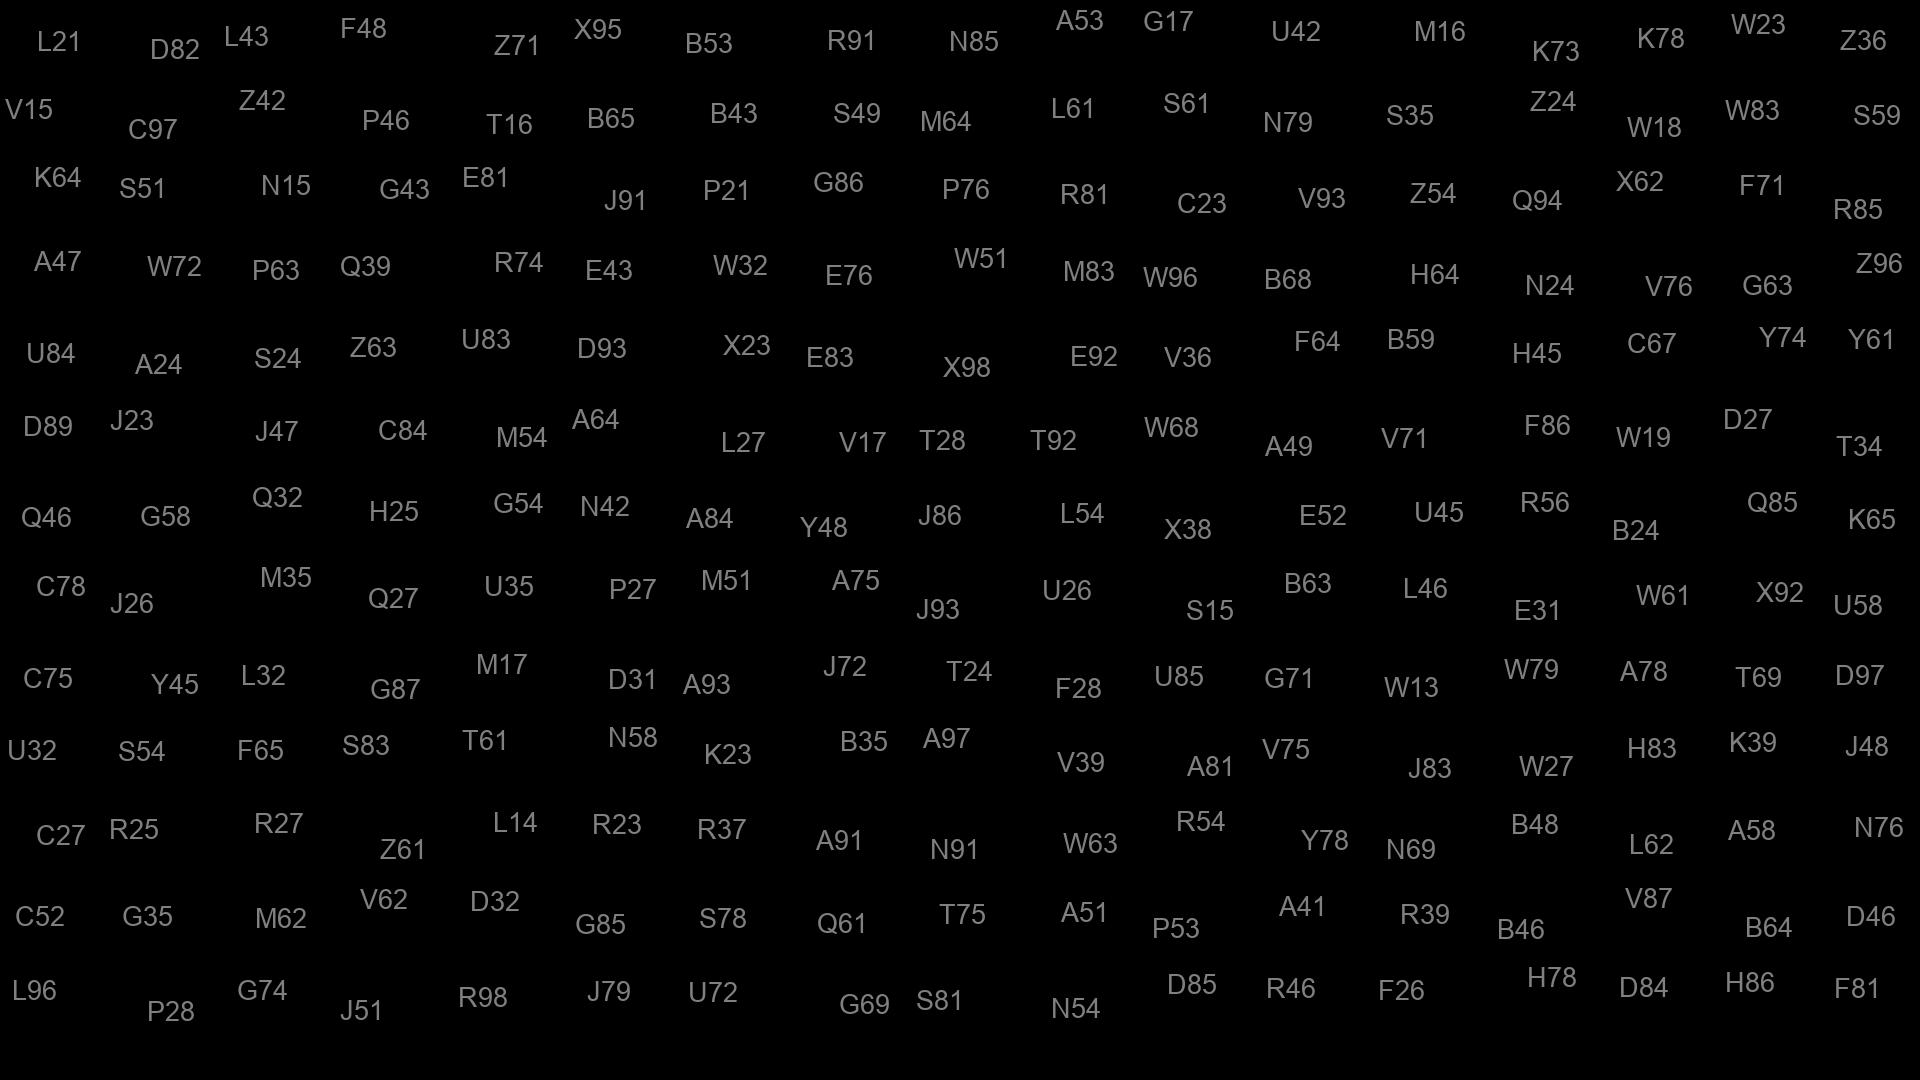 L21 D82 L43 F48 Z71 X95 B53 R91 N85 A53 G17 U42 M16 K73 K78 W23 Z36
V15 C97 Z42 P46 T16 B65 B43 S49 M64 L61 S61 N79 S35 Z24 W18 W83 S59
K64 S51 N15 G43 E81 J91 P21 G86 P76 R81 C23 V93 Z54 Q94 X62 F71 R85
A47 W72 P63 Q39 R74 E43 W32 E76 W51 M83 W96 B68 H64 N24 V76 G63 Z96
U84 A24 S24 Z63 U83 D93 X23 E83 X98 E92 V36 F64 B59 H45 C67 Y74 Y61
D89 J23 J47 C84 M54 A64 L27 V17 T28 T92 W68 A49 V71 F86 W19 D27 T34
Q46 G58 Q32 H25 G54 N42 A84 Y48 J86 L54 X38 E52 U45 R56 B24 Q85 K65
C78 J26 M35 Q27 U35 P27 M51 A75 J93 U26 S15 B63 L46 E31 W61 X92 U58
C75 Y45 L32 G87 M17 D31 A93 J72 T24 F28 U85 G71 W13 W79 A78 T69 D97
U32 S54 F65 S83 T61 N58 K23 B35 A97 V39 A81 V75 J83 W27 H83 K39 J48
C27 R25 R27 Z61 L14 R23 R37 A91 N91 W63 R54 Y78 N69 B48 L62 A58 N76
C52 G35 M62 V62 D32 G85 S78 Q61 T75 A51 P53 A41 R39 B46 V87 B64 D46
L96 P28 G74 J51 R98 J79 U72 G69 S81 N54 D85 R46 F26 H78 D84 H86 F81